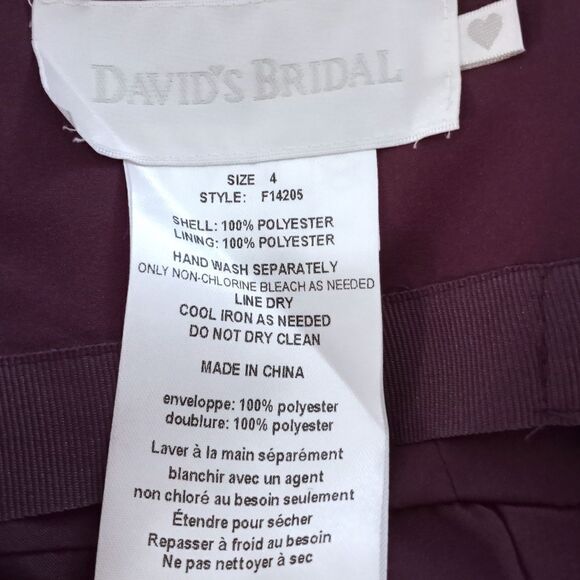 DAVID'S BRIDAL
SIZE 4
STYLE: F14205
SHELL: 100% POLYESTER
LINING: 100% POLYESTER
HAND WASH SEPARATELY
ONLY NON-CHLORINE BLEACH AS NEEDED
LINE DRY
COOL IRON AS NEEDED
DO NOT DRY CLEAN
MADE IN CHINA
enveloppe: 100% polyester
doublure: 100% polyester
Laver à la main séparément
blanchir avec un agent
non chloré au besoin seulement
Étendre pour sécher
Repasser à froid au besoin
Ne pas nettoyer à sec